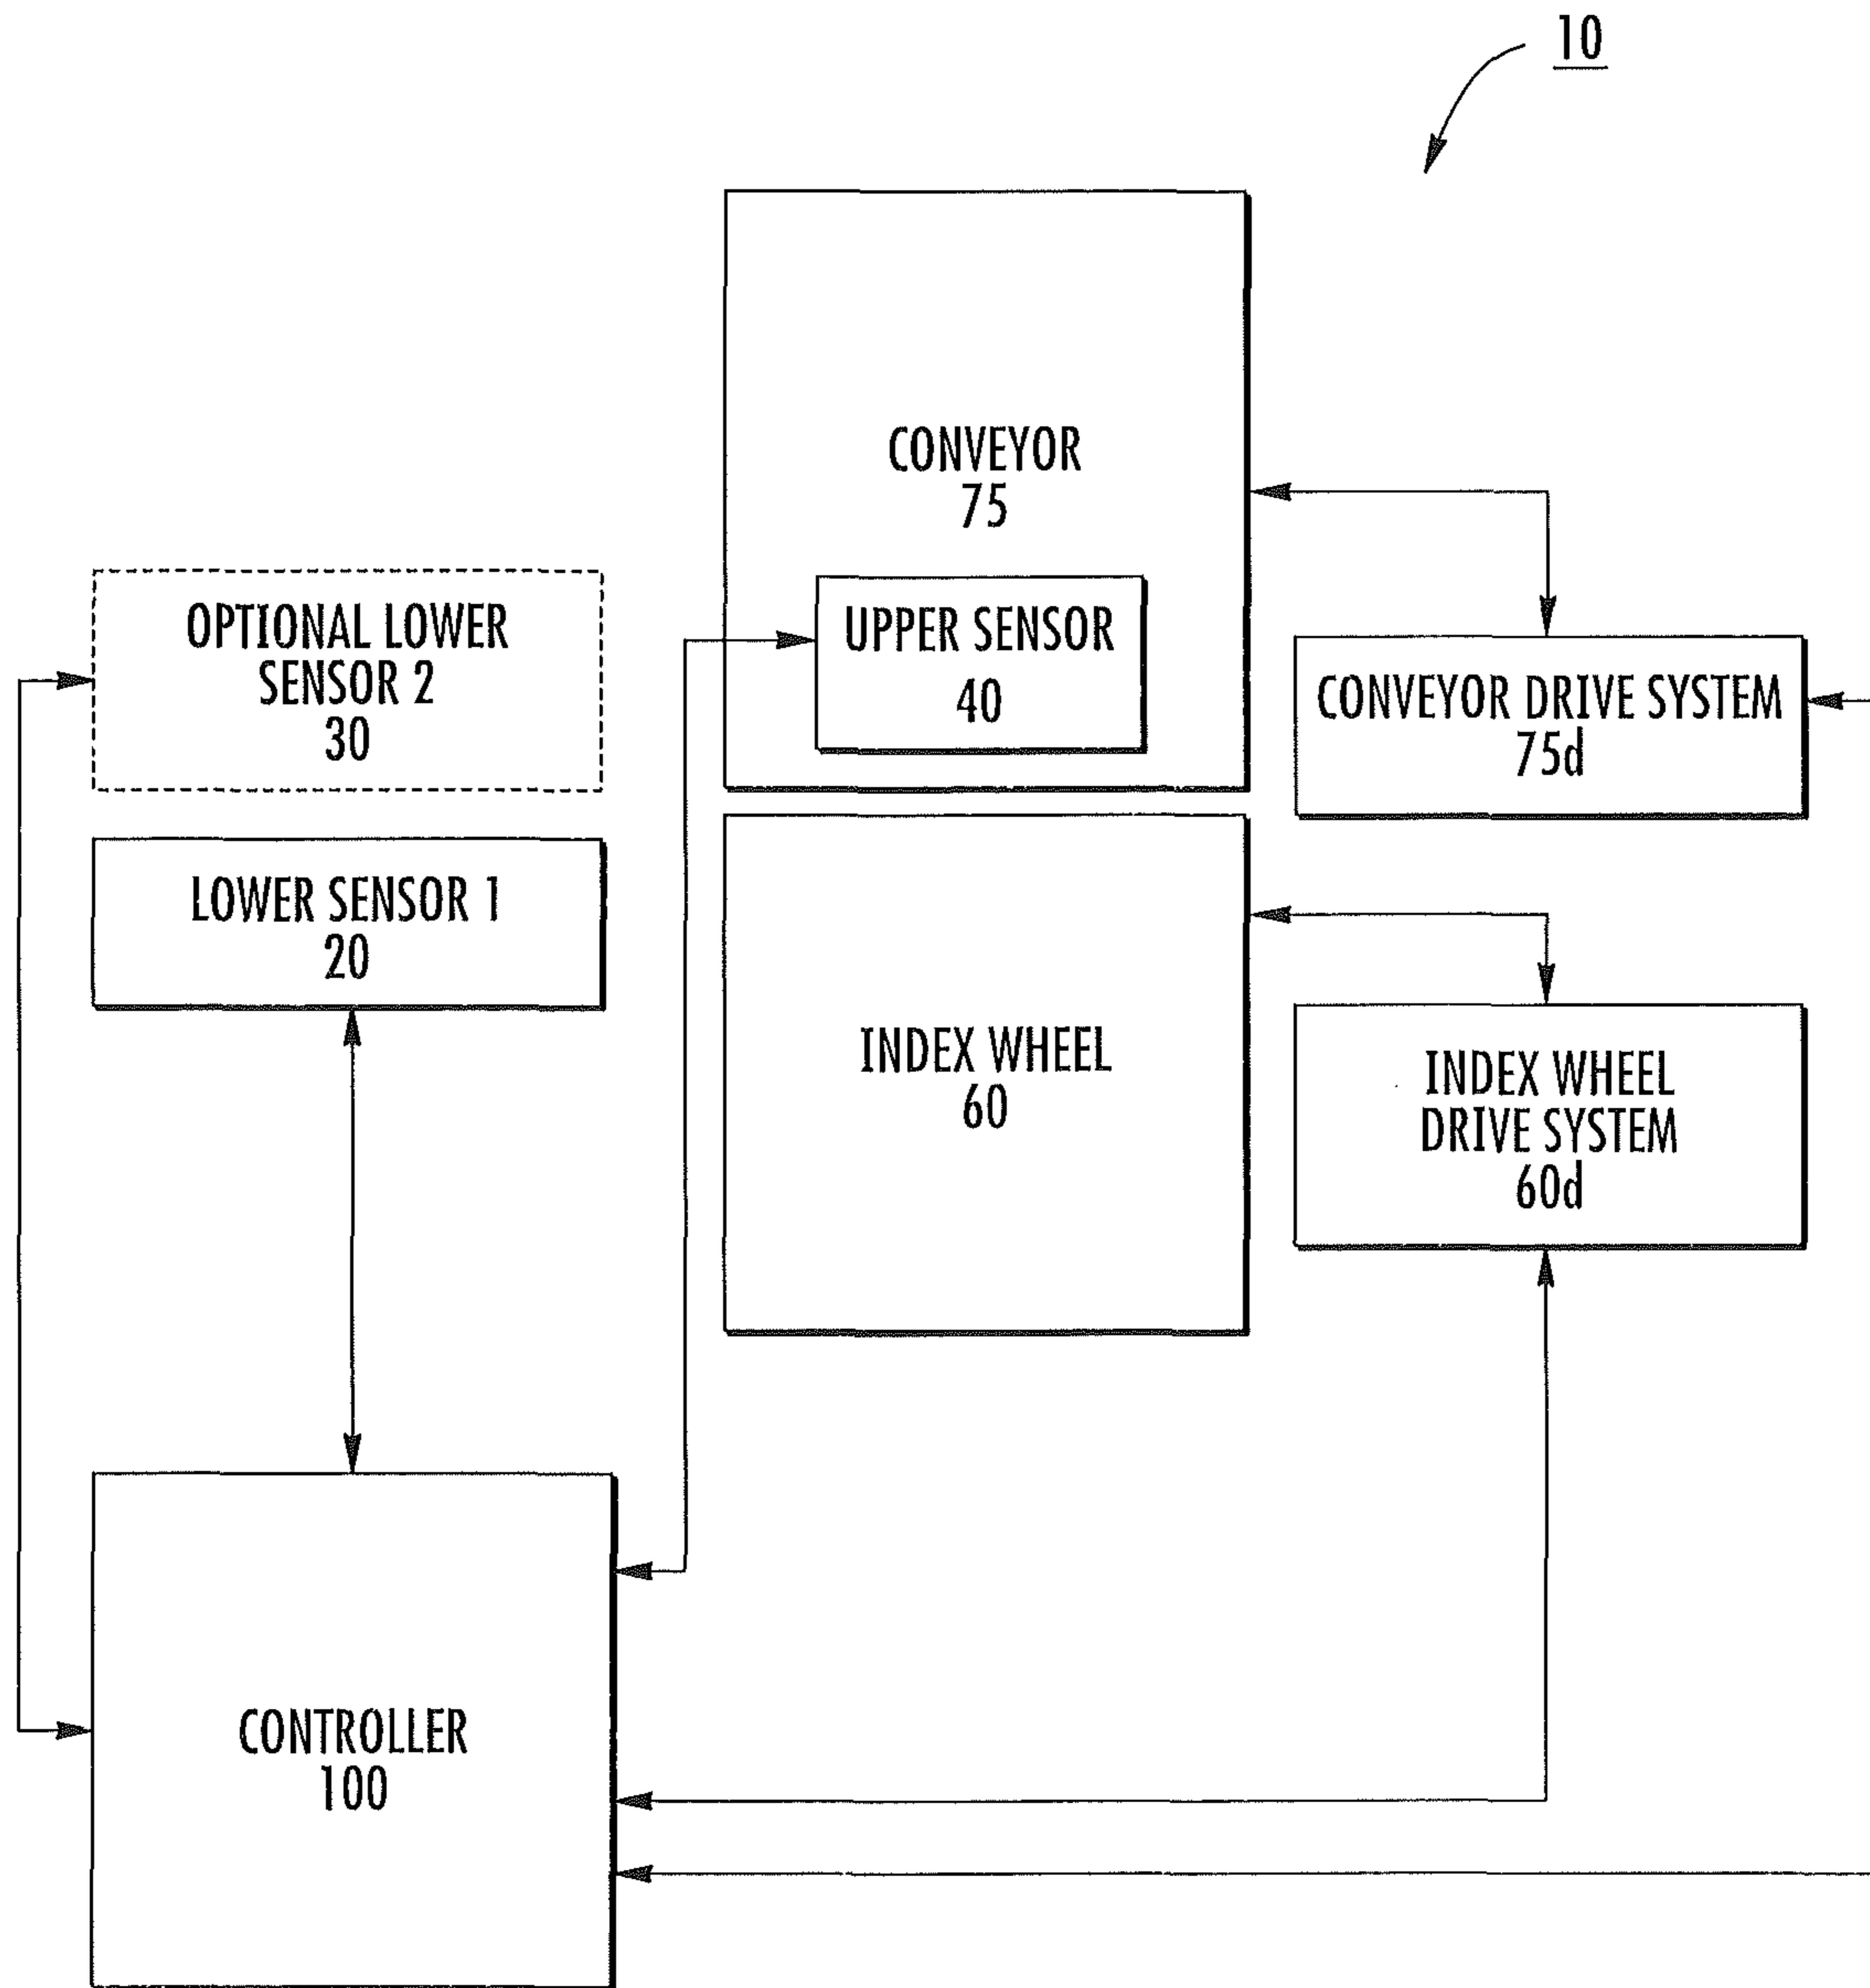 10
CONVEYOR
75
UPPER SENSOR
40
OPTIONAL LOWER
SENSOR 2
30
CONVEYOR DRIVE SYSTEM
75d
LOWER SENSOR 1
20
INDEX WHEEL
60
INDEX WHEEL
DRIVE SYSTEM
60d
CONTROLLER
100